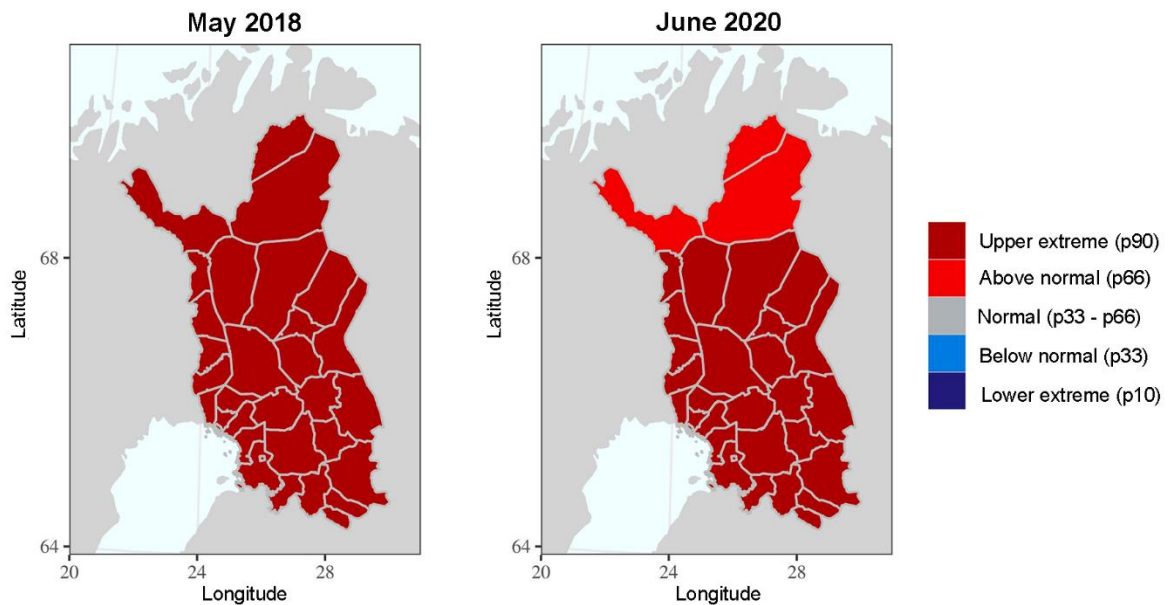 May 2018
June 2020
Latitude
68
64
20
24
28
Longitude
Latitude
68
64
20
24
28
Longitude
Upper extreme (p90)
Above normal (p66)
Normal (p33 - p66)
Below normal (p33)
Lower extreme (p10)